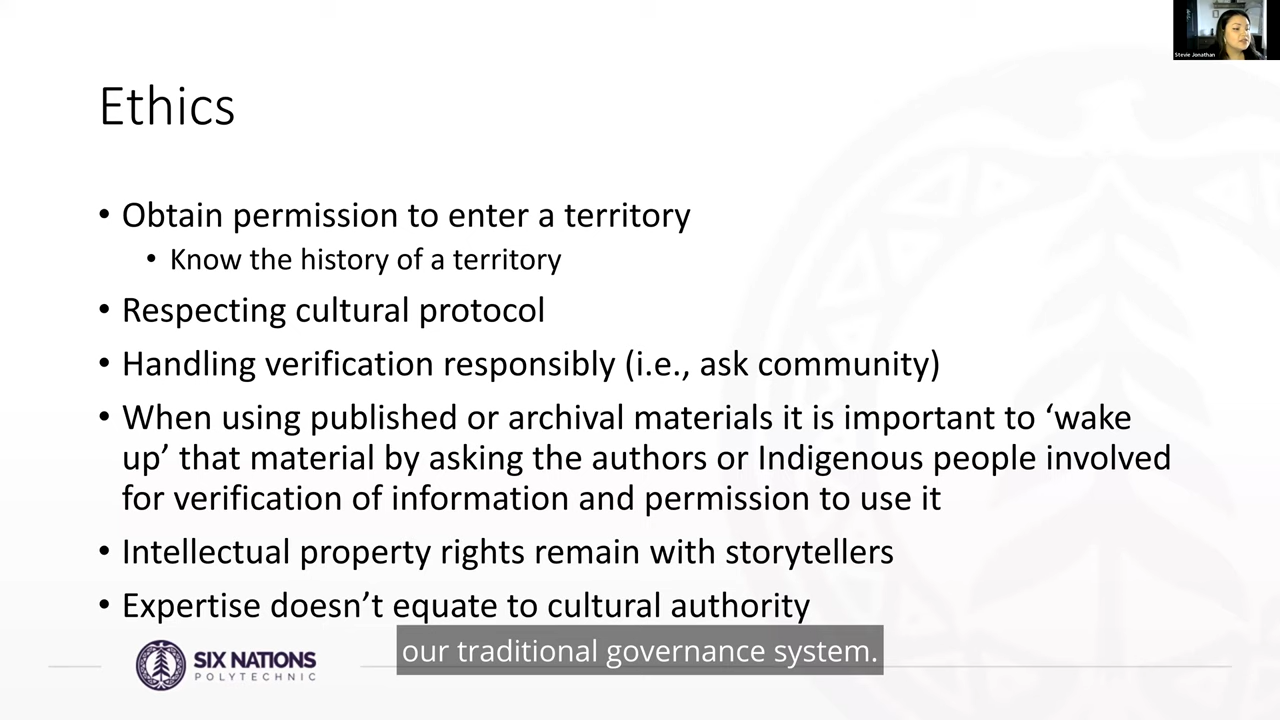 Stevie Jonathan
Ethics
• Obtain permission to enter a territory
• Know the history of a territory
• Respecting cultural protocol
• Handling verification responsibly (i.e., ask community)
• When using published or archival materials it is important to ‘wake
up’ that material by asking the authors or Indigenous people involved
for verification of information and permission to use it
• Intellectual property rights remain with storytellers
• Expertise doesn’t equate to cultural authority
our traditional governance system.
SIX NATIONS
POLYTECHNIC